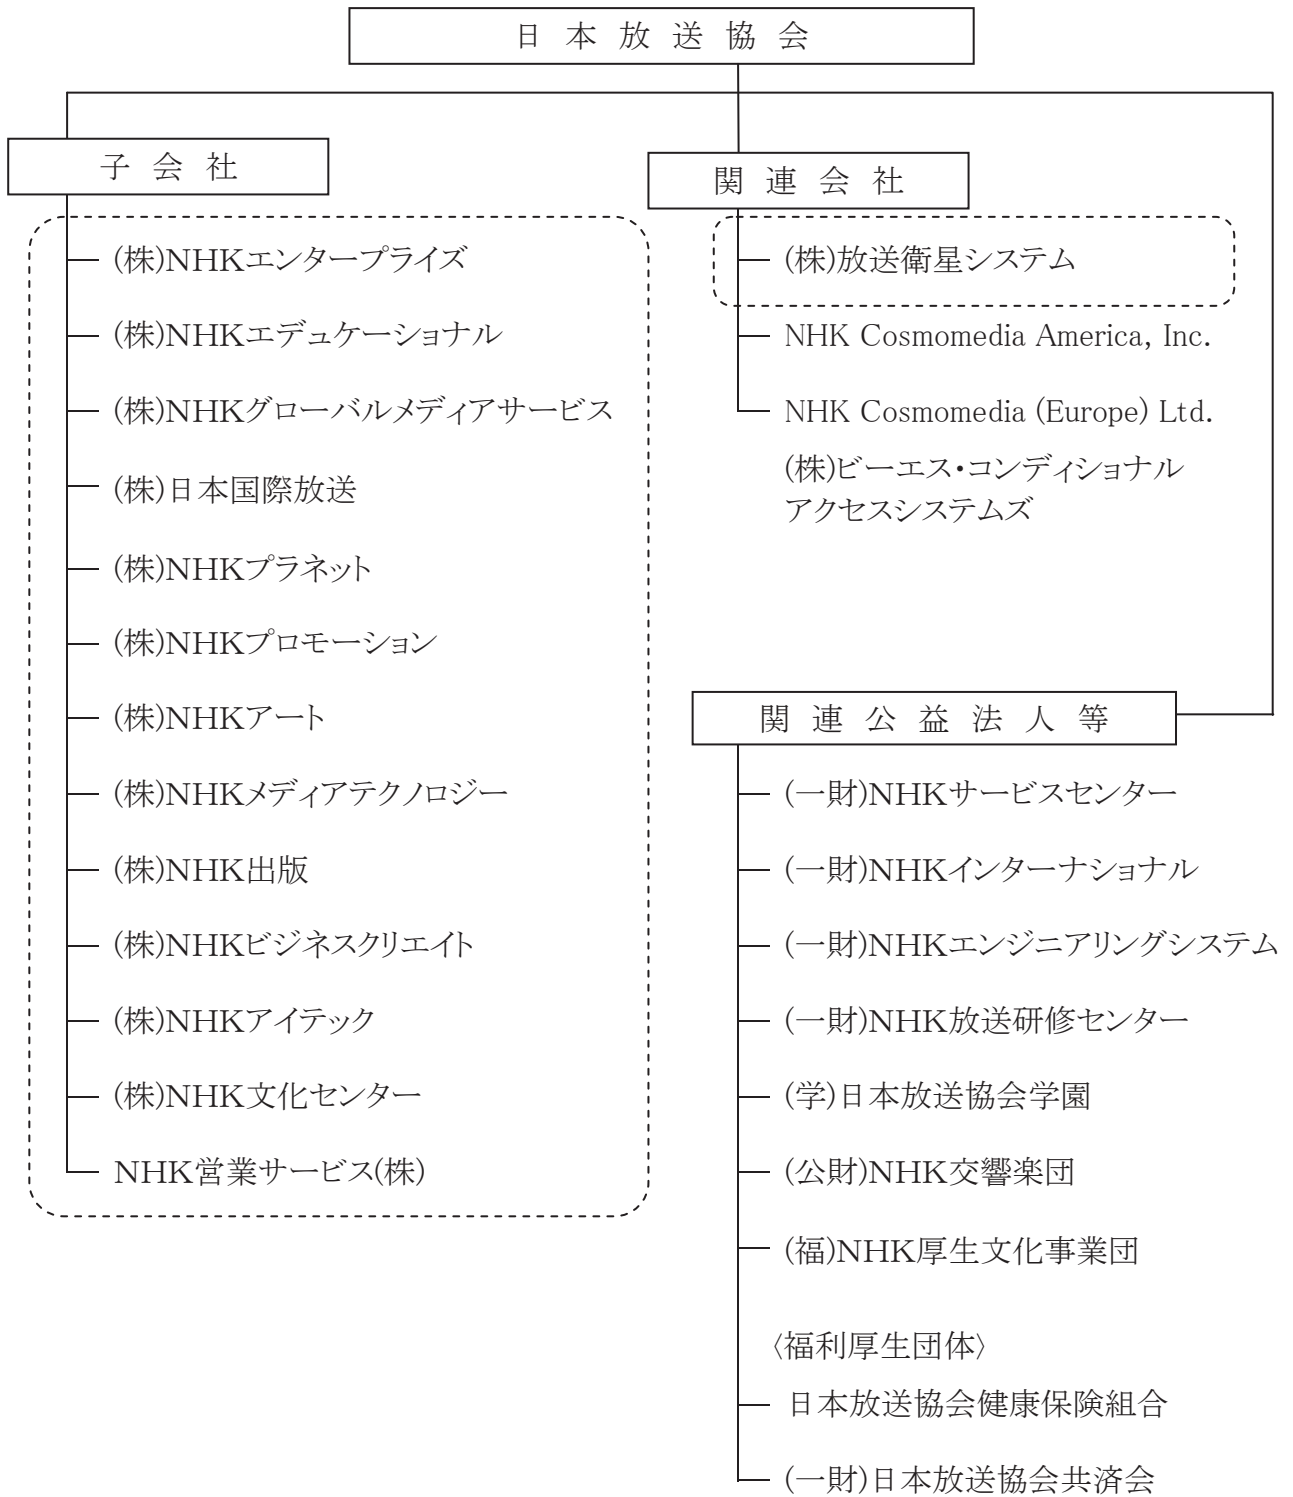 日本放送協会
子会社
(株)NHKエンタープライズ
(株)NHKエデュケーショナル
(株)NHKグローバルメディアサービス
(株)日本国際放送
(株)NHKプラネット
(株)NHKプロモーション
(株)NHKアート
(株)NHKメディアテクノロジー
(株)NHK出版
(株)NHKビジネスクリエイト
(株)NHKアイテック
(株)NHK文化センター
NHK営業サービス(株)
関連会社
(株)放送衛星システム
NHK Cosmomedia America, Inc.
NHK Cosmomedia (Europe) Ltd.
(株)ビーエス・コンディショナル
アクセスシステムズ
関連公益法人等
(一財)NHKサービスセンター
(一財)NHKインターナショナル
(一財)NHKエンジニアリングシステム
(一財)NHK放送研修センター
(学)日本放送協会学園
(公財)NHK交響楽団
(福)NHK厚生文化事業団
〈福利厚生団体〉
日本放送協会健康保険組合
(一財)日本放送協会共済会